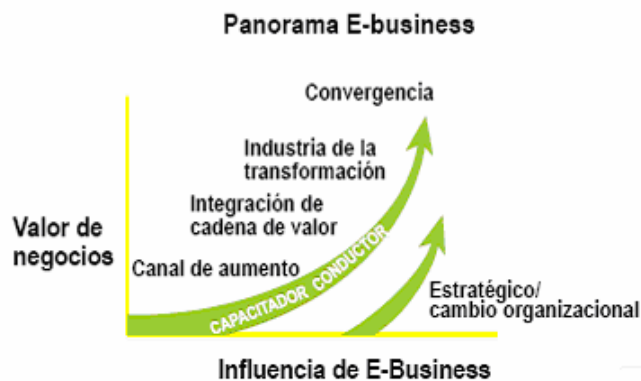 Panorama E-business
Convergencia
Industria de la
transformación
Integración de
cadena de valor
Valor de
negocios
Canal de aumento
CAPACITADOR CONDUCTOR
Estratégico/
cambio organizacional
Influencia de E-Business